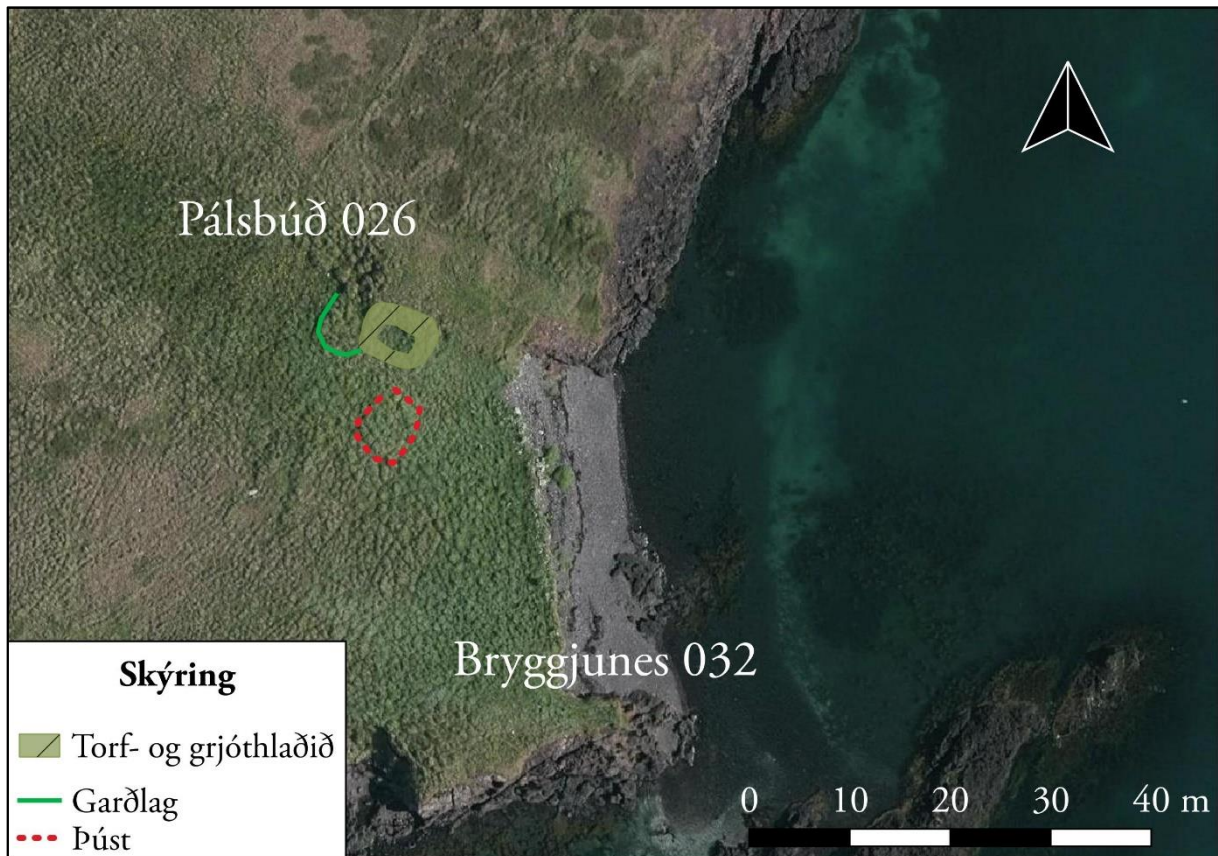 Pálsbúð 026
Bryggjunes 032
Skýring
Torf- og grjóthlaðið
Garðlag
Þúst
0 10 20 30 40 m